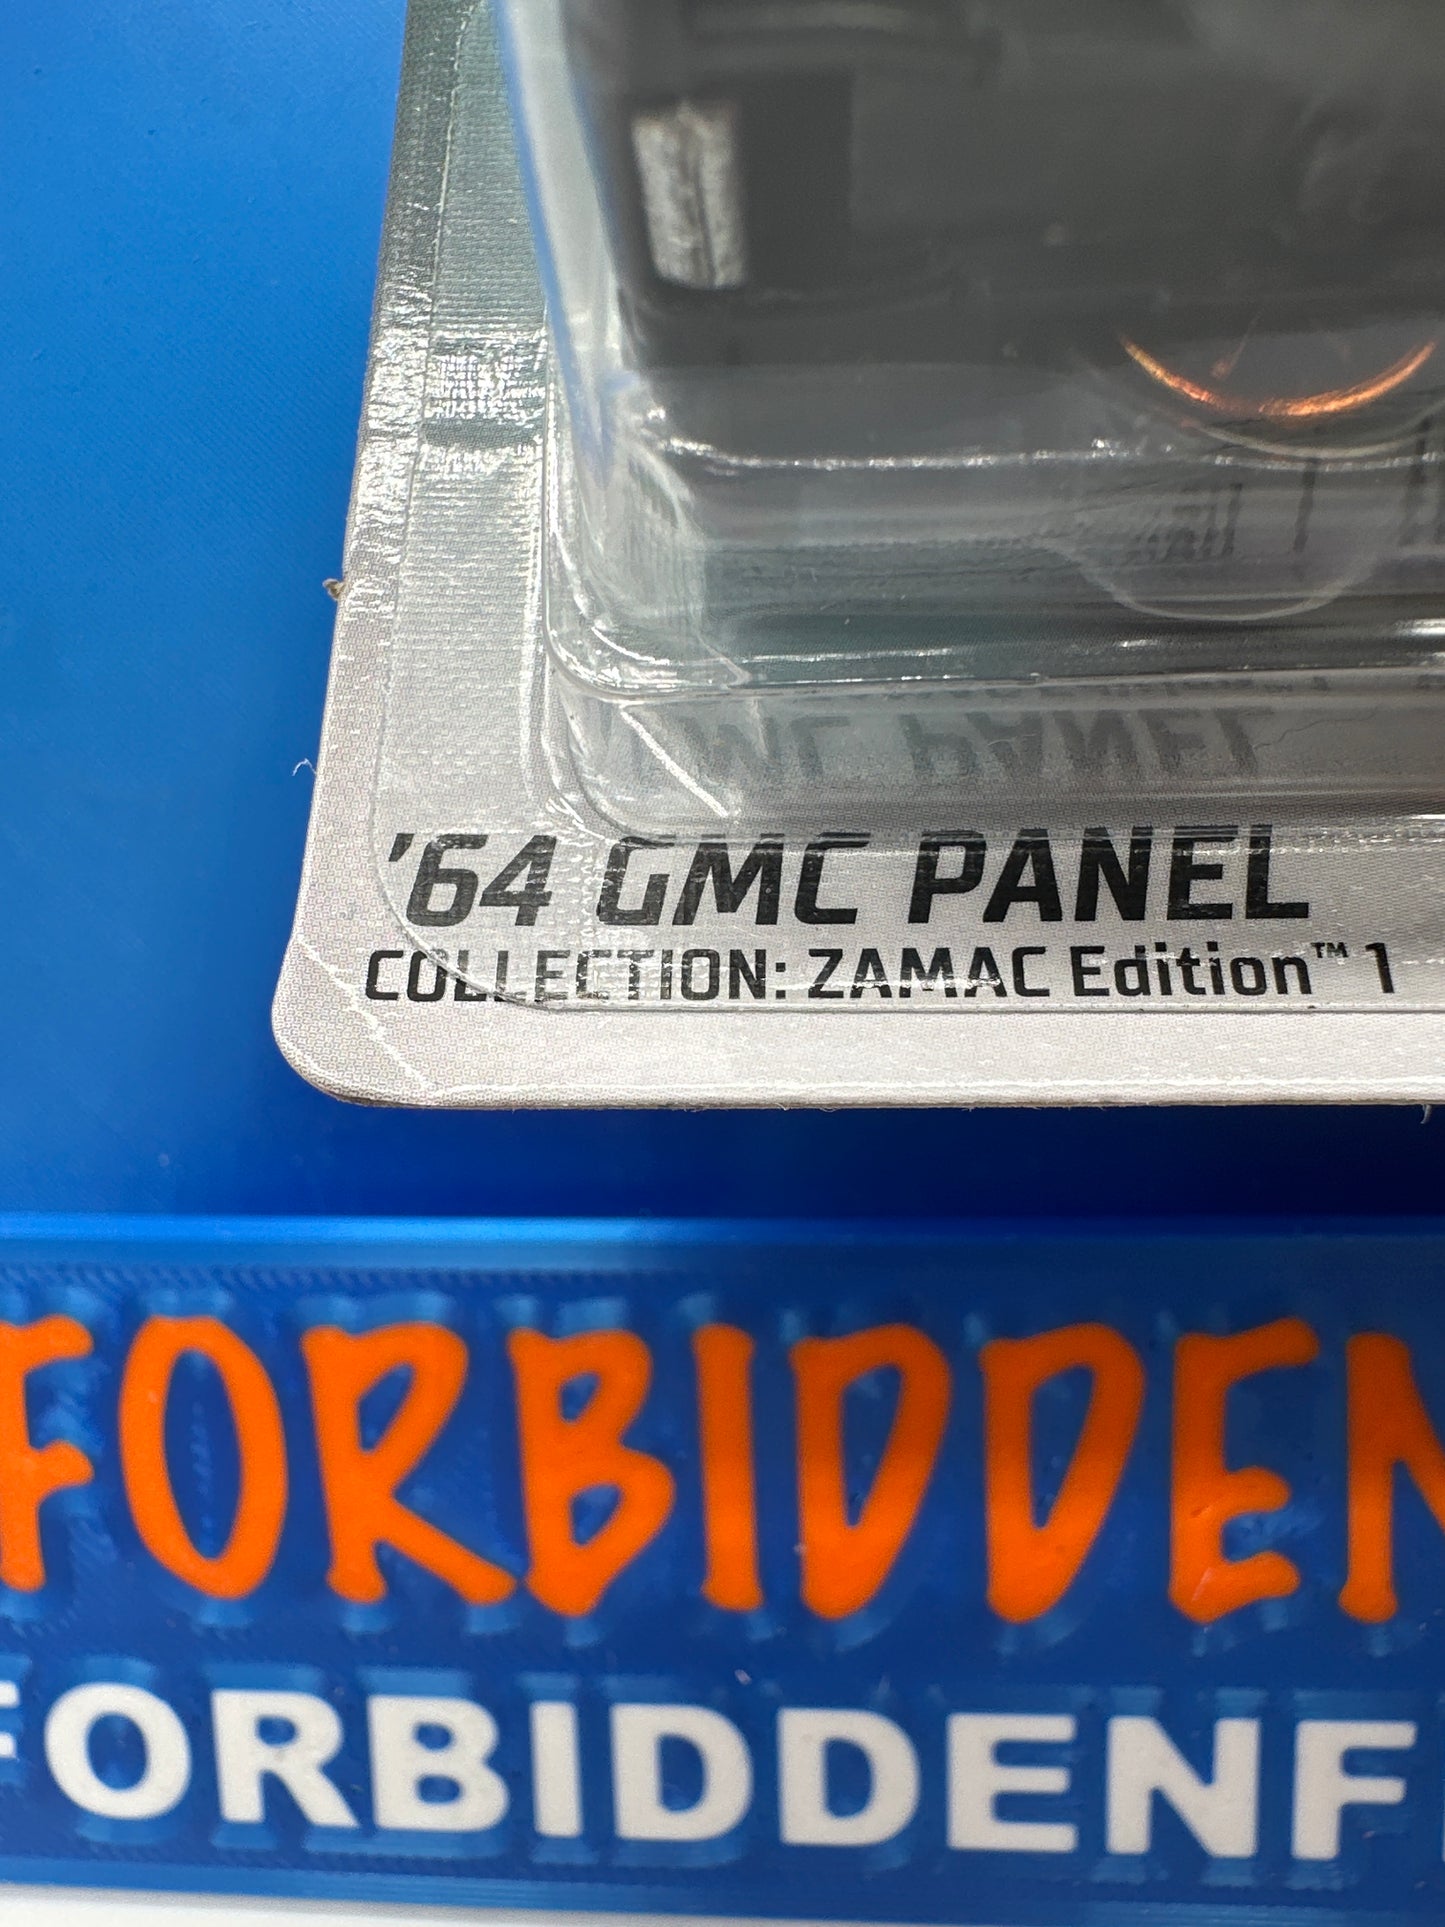 '64 GMC PANEL
COLLECTION: ZAMAC Edition™ 1
FORBIDDEN
FORBIDDENF